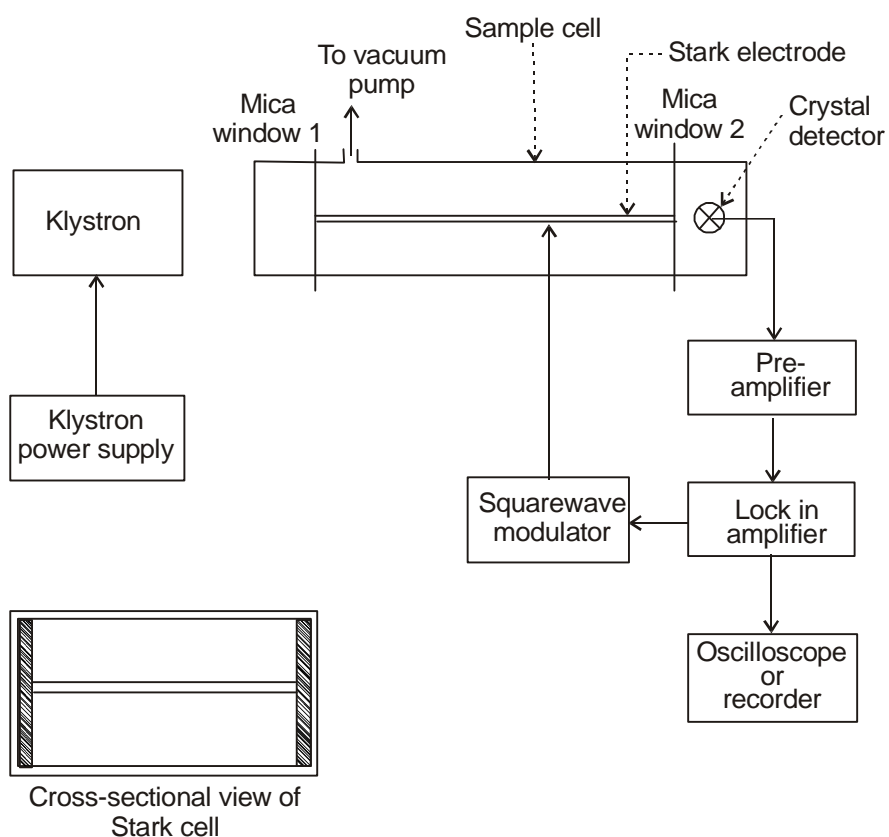 Sample cell
To vacuum
pump
Stark electrode
Mica
window 1
Mica
window 2
Crystal
detector
Klystron
Klystron
power supply
Pre-
amplifier
Squarewave
modulator
Lock in
amplifier
Oscilloscope
or
recorder
Cross-sectional view of
Stark cell